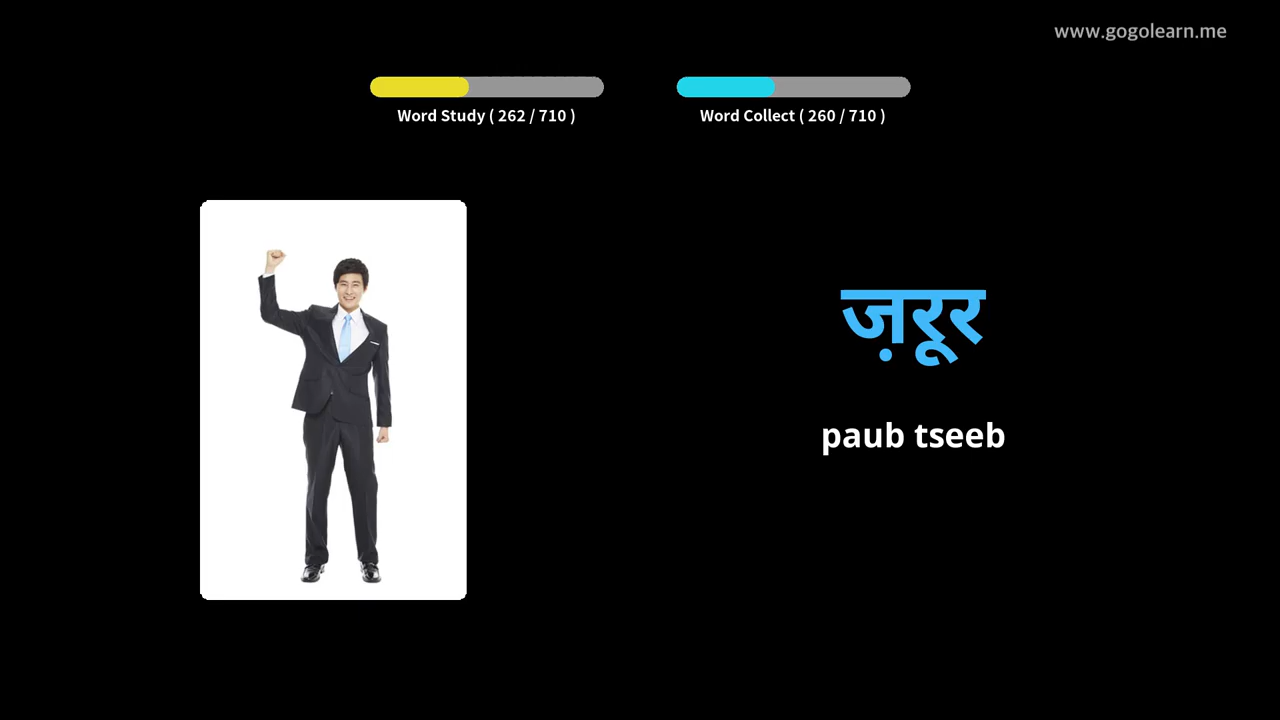 www.gogolearn.me
Word Study ( 262 / 710 )
Word Collect ( 260 / 710 )
ज़रूर
paub tseeb